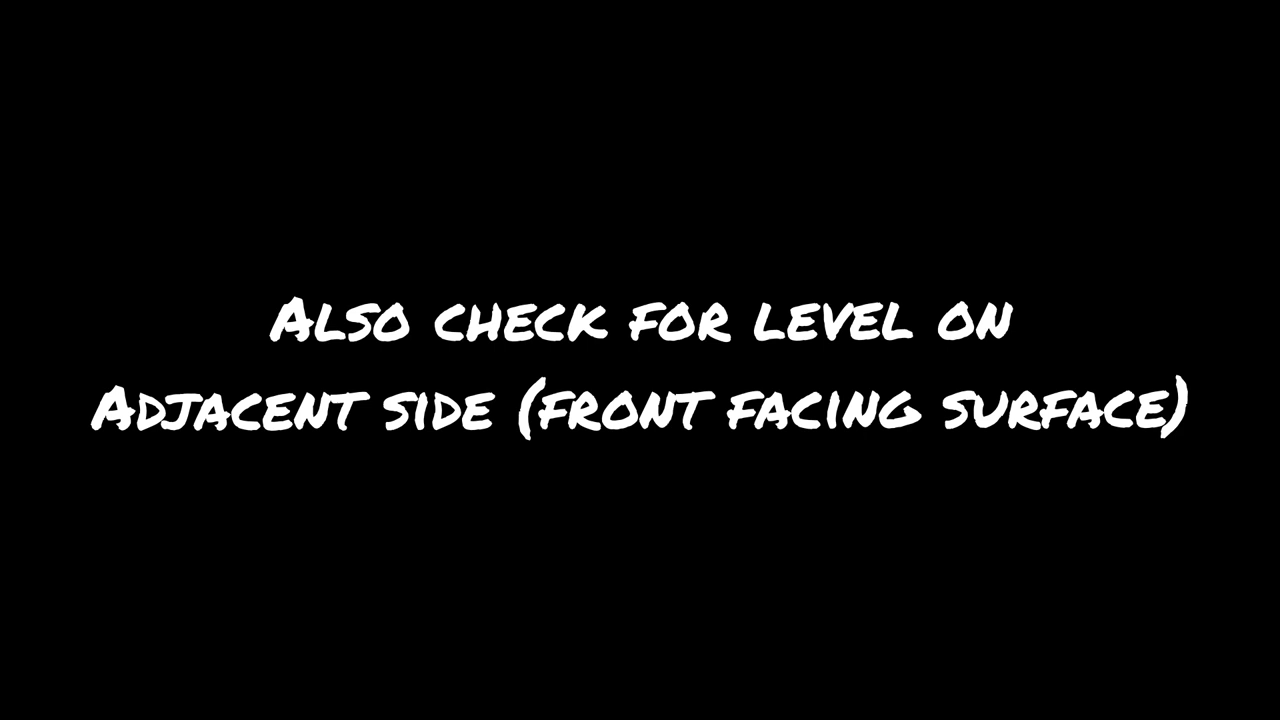 Also check for level on
Adjacent side (front facing surface)